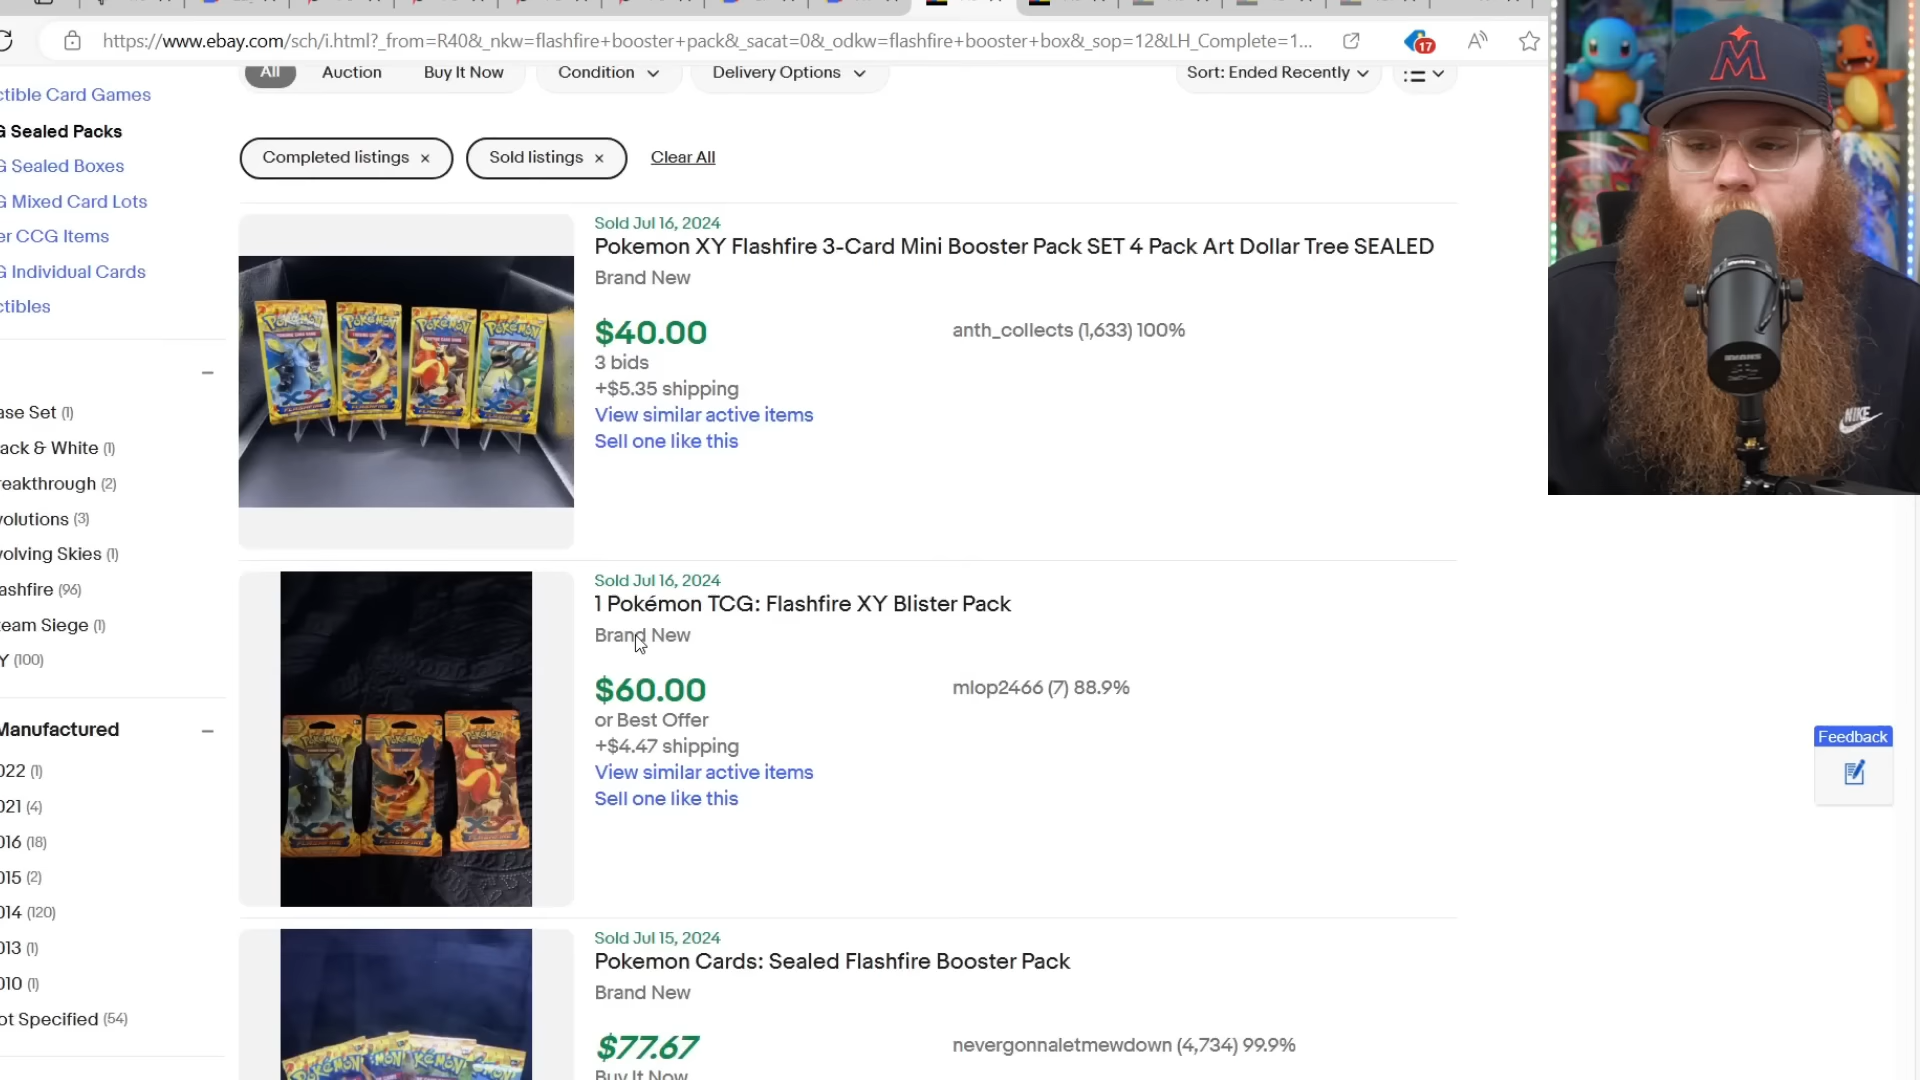 https://www.ebay.com/sch/i.html?_from=R40&_nkw=flashfire+booster+pack&_sacat=0&_odkw=flashfire+booster+box&_sop=12&LH_Complete=1...
17
All
Auction
Buy It Now
Condition
Delivery Options
Sort: Ended Recently
ctible Card Games
G Sealed Packs
G Sealed Boxes
G Mixed Card Lots
er CCG Items
G Individual Cards
ctibles
Completed listings ×
Sold listings ×
Clear All
Sold Jul 16, 2024
Pokemon XY Flashfire 3-Card Mini Booster Pack SET 4 Pack Art Dollar Tree SEALED
Brand New
$40.00
3 bids
+$5.35 shipping
View similar active items
Sell one like this
anth_collects (1,633) 100%
ase Set (1)
ack & White (1)
reakthrough (2)
volutions (3)
volving Skies (1)
ashfire (96)
team Siege (1)
Y (100)
Sold Jul 16, 2024
1 Pokémon TCG: Flashfire XY Blister Pack
Brand New
$60.00
or Best Offer
+$4.47 shipping
View similar active items
Sell one like this
mlop2466 (7) 88.9%
Manufactured
022 (1)
021 (4)
016 (18)
015 (2)
014 (120)
013 (1)
010 (1)
ot Specified (54)
Sold Jul 15, 2024
Pokemon Cards: Sealed Flashfire Booster Pack
Brand New
$77.67
Buy It Now
nevergonnaletmewdown (4,734) 99.9%
Feedback
M
NIKE